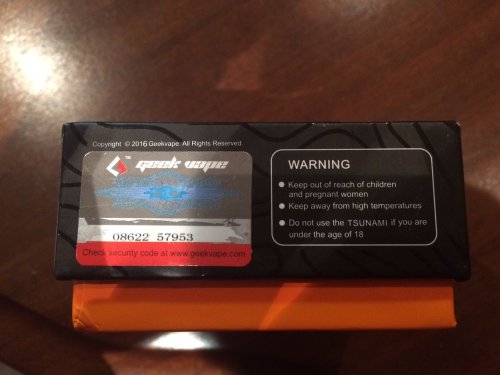 Copyright © 2016 Geekvape. All Rights Reserved.
™ geek vape
08622 57953
Check security code at www.geekvape.com
WARNING
● Keep out of reach of children
and pregnant women
● Keep away from high temperatures
● Do not use the TSUNAMI if you are
under the age of 18